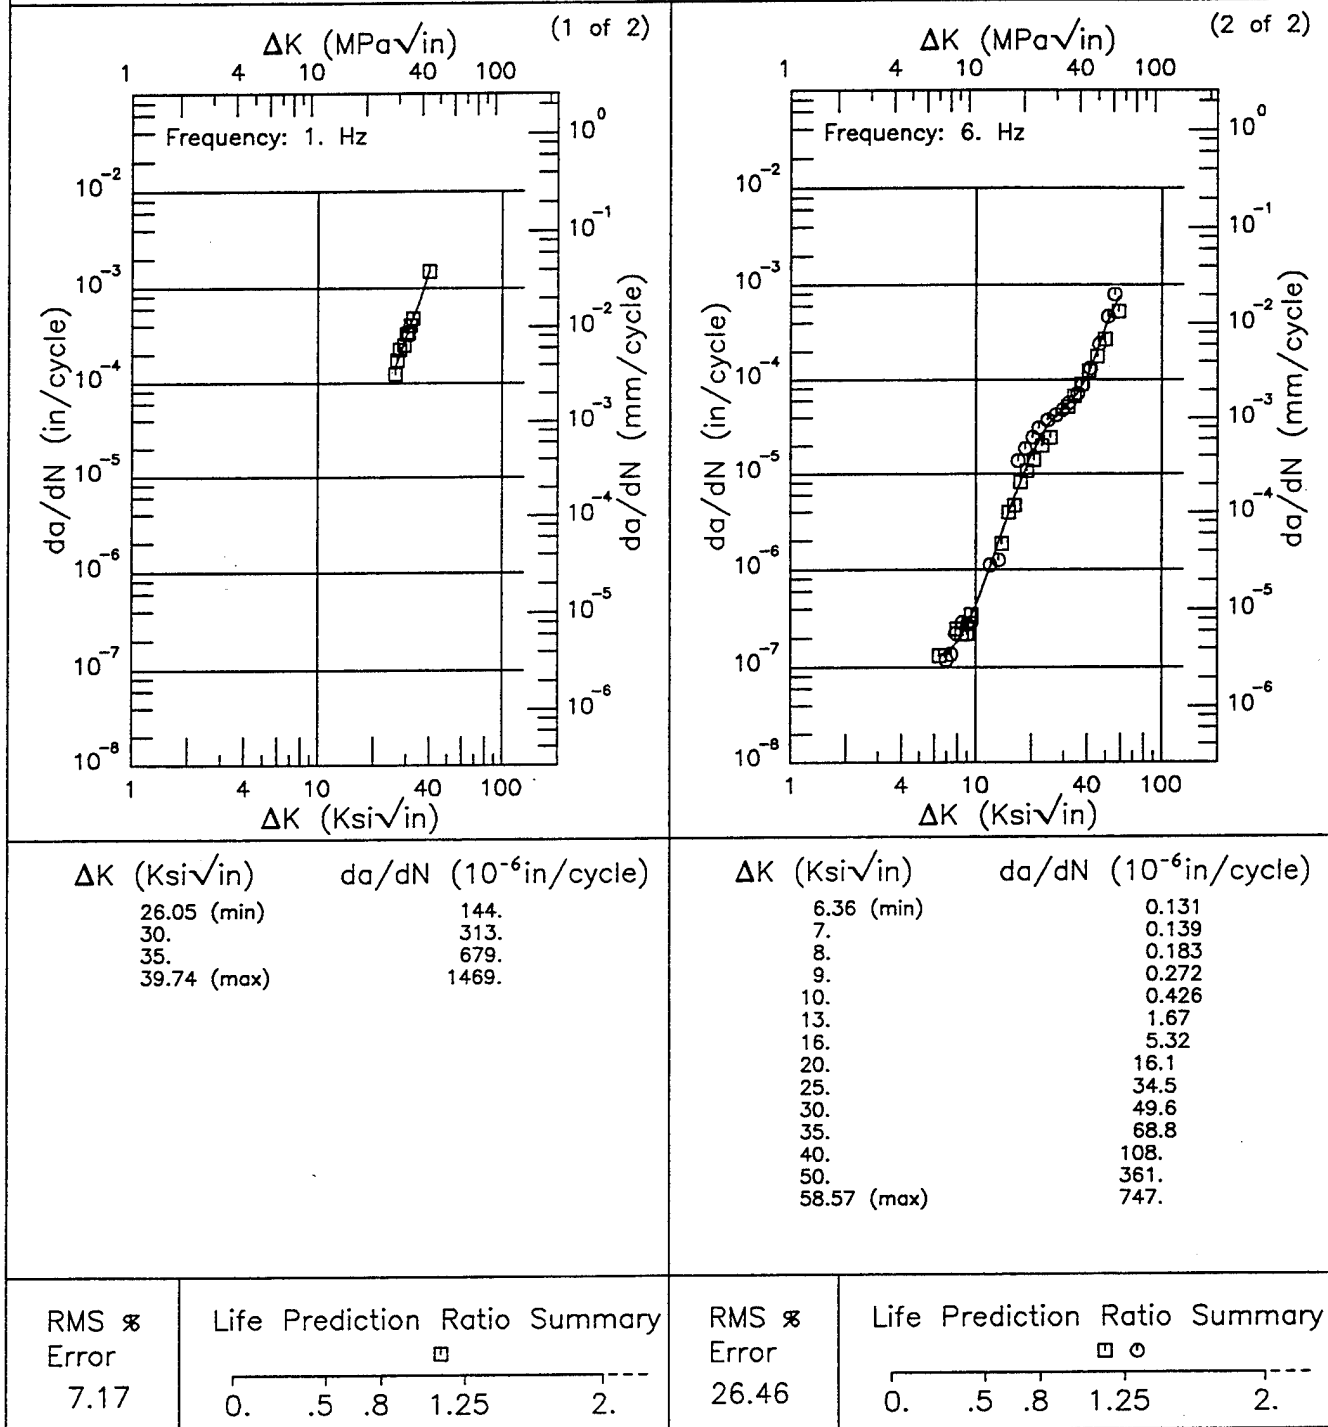 (1 of 2)
ΔK (MPa√in)
1 4 10 40 100
Frequency: 1. Hz
10⁰
10⁻²
10⁻¹
10⁻³
10⁻²
10⁻⁴
10⁻³
10⁻⁵
10⁻⁴
10⁻⁶
10⁻⁵
10⁻⁷
10⁻⁶
10⁻⁸
da/dN (in/cycle)
da/dN (mm/cycle)
1 4 10 40 100
ΔK (Ksi√in)
ΔK (Ksi√in) da/dN (10⁻⁶in/cycle)
26.05 (min) 144.
30. 313.
35. 679.
39.74 (max) 1469.
RMS %
Error
7.17
Life Prediction Ratio Summary
0. .5 .8 1.25 2.
(2 of 2)
ΔK (MPa√in)
1 4 10 40 100
Frequency: 6. Hz
10⁰
10⁻²
10⁻¹
10⁻³
10⁻²
10⁻⁴
10⁻³
10⁻⁵
10⁻⁴
10⁻⁶
10⁻⁵
10⁻⁷
10⁻⁶
10⁻⁸
da/dN (in/cycle)
da/dN (mm/cycle)
1 4 10 40 100
ΔK (Ksi√in)
ΔK (Ksi√in) da/dN (10⁻⁶in/cycle)
6.36 (min) 0.131
7. 0.139
8. 0.183
9. 0.272
10. 0.426
13. 1.67
16. 5.32
20. 16.1
25. 34.5
30. 49.6
35. 68.8
40. 108.
50. 361.
58.57 (max) 747.
RMS %
Error
26.46
Life Prediction Ratio Summary
0. .5 .8 1.25 2.